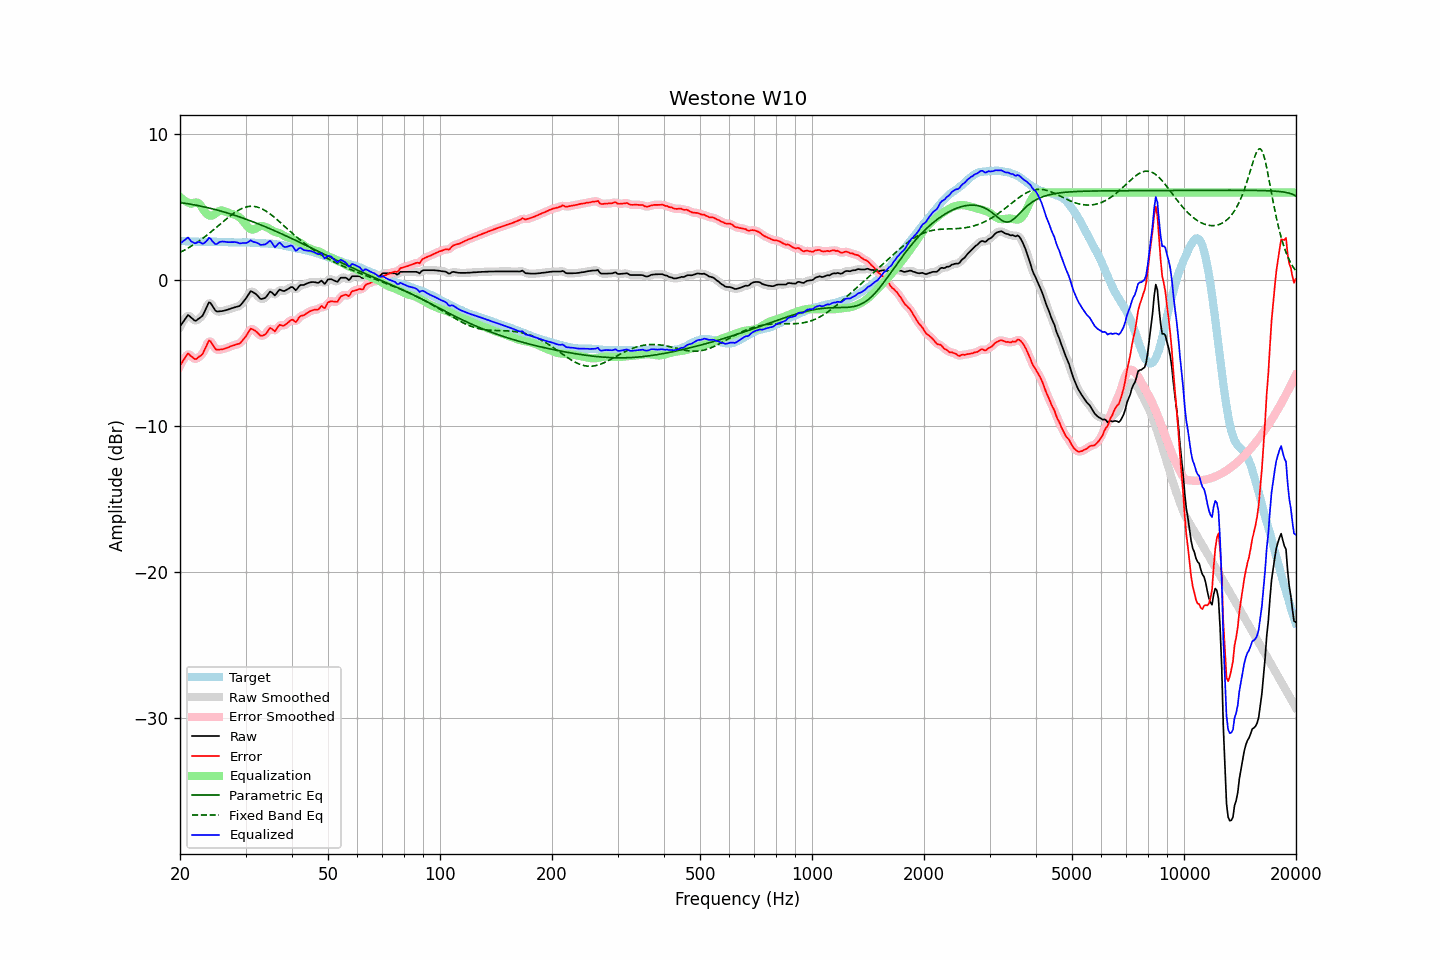 Westone W10
Amplitude (dBr)
10
0
−10
−20
−30
Target
Raw Smoothed
Error Smoothed
Raw
Error
Equalization
Parametric Eq
Fixed Band Eq
Equalized
20 50 100 200 500 1000 2000 5000 10000 20000
Frequency (Hz)